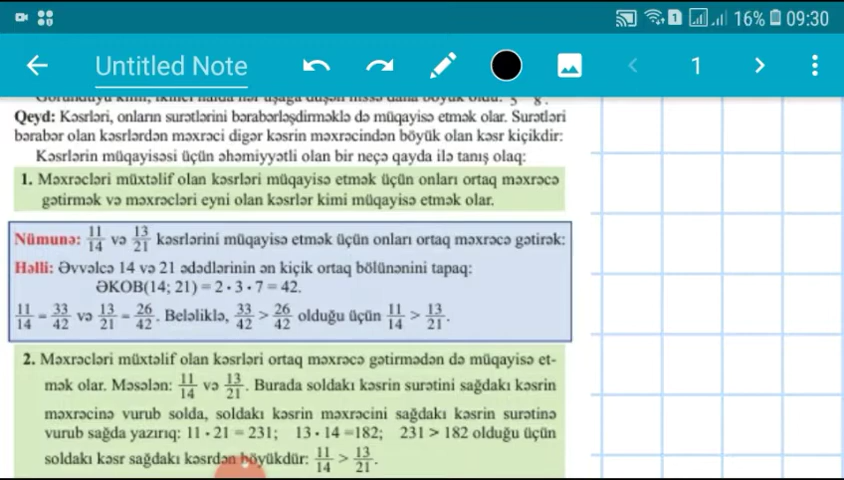 16% 09:30
Untitled Note
1
Qeyd: Kəsrləri, onların surətlərini bərabərləşdirməklə də müqayisə etmək olar. Surətləri
bərabər olan kəsrlərdən məxrəci digər kəsrin məxrəcindən böyük olan kəsr kiçikdir:
Kəsrlərin müqayisəsi üçün əhəmiyyətli olan bir neçə qayda ilə tanış olaq:
1. Məxrəcləri müxtəlif olan kəsrləri müqayisə etmək üçün onları ortaq məxrəcə
gətirmək və məxrəcləri eyni olan kəsrlər kimi müqayisə etmək olar.
Nümunə: 11/14 və 13/21 kəsrlərini müqayisə etmək üçün onları ortaq məxrəcə gətirək:
Həlli: Əvvəlcə 14 və 21 ədədlərinin ən kiçik ortaq bölünənini tapaq:
ƏKOB(14; 21) = 2 · 3 · 7 = 42.
11/14 = 33/42 və 13/21 = 26/42. Beləliklə, 33/42 > 26/42 olduğu üçün 11/14 > 13/21.
2. Məxrəcləri müxtəlif olan kəsrləri ortaq məxrəcə gətirmədən də müqayisə et-
mək olar. Məsələn: 11/14 və 13/21. Burada soldakı kəsrin surətini sağdakı kəsrin
məxrəcinə vurub solda, soldakı kəsrin məxrəcini sağdakı kəsrin surətinə
vurub sağda yazırıq: 11 · 21 = 231; 13 · 14 =182; 231 > 182 olduğu üçün
soldakı kəsr sağdakı kəsrdən böyükdür: 11/14 > 13/21.